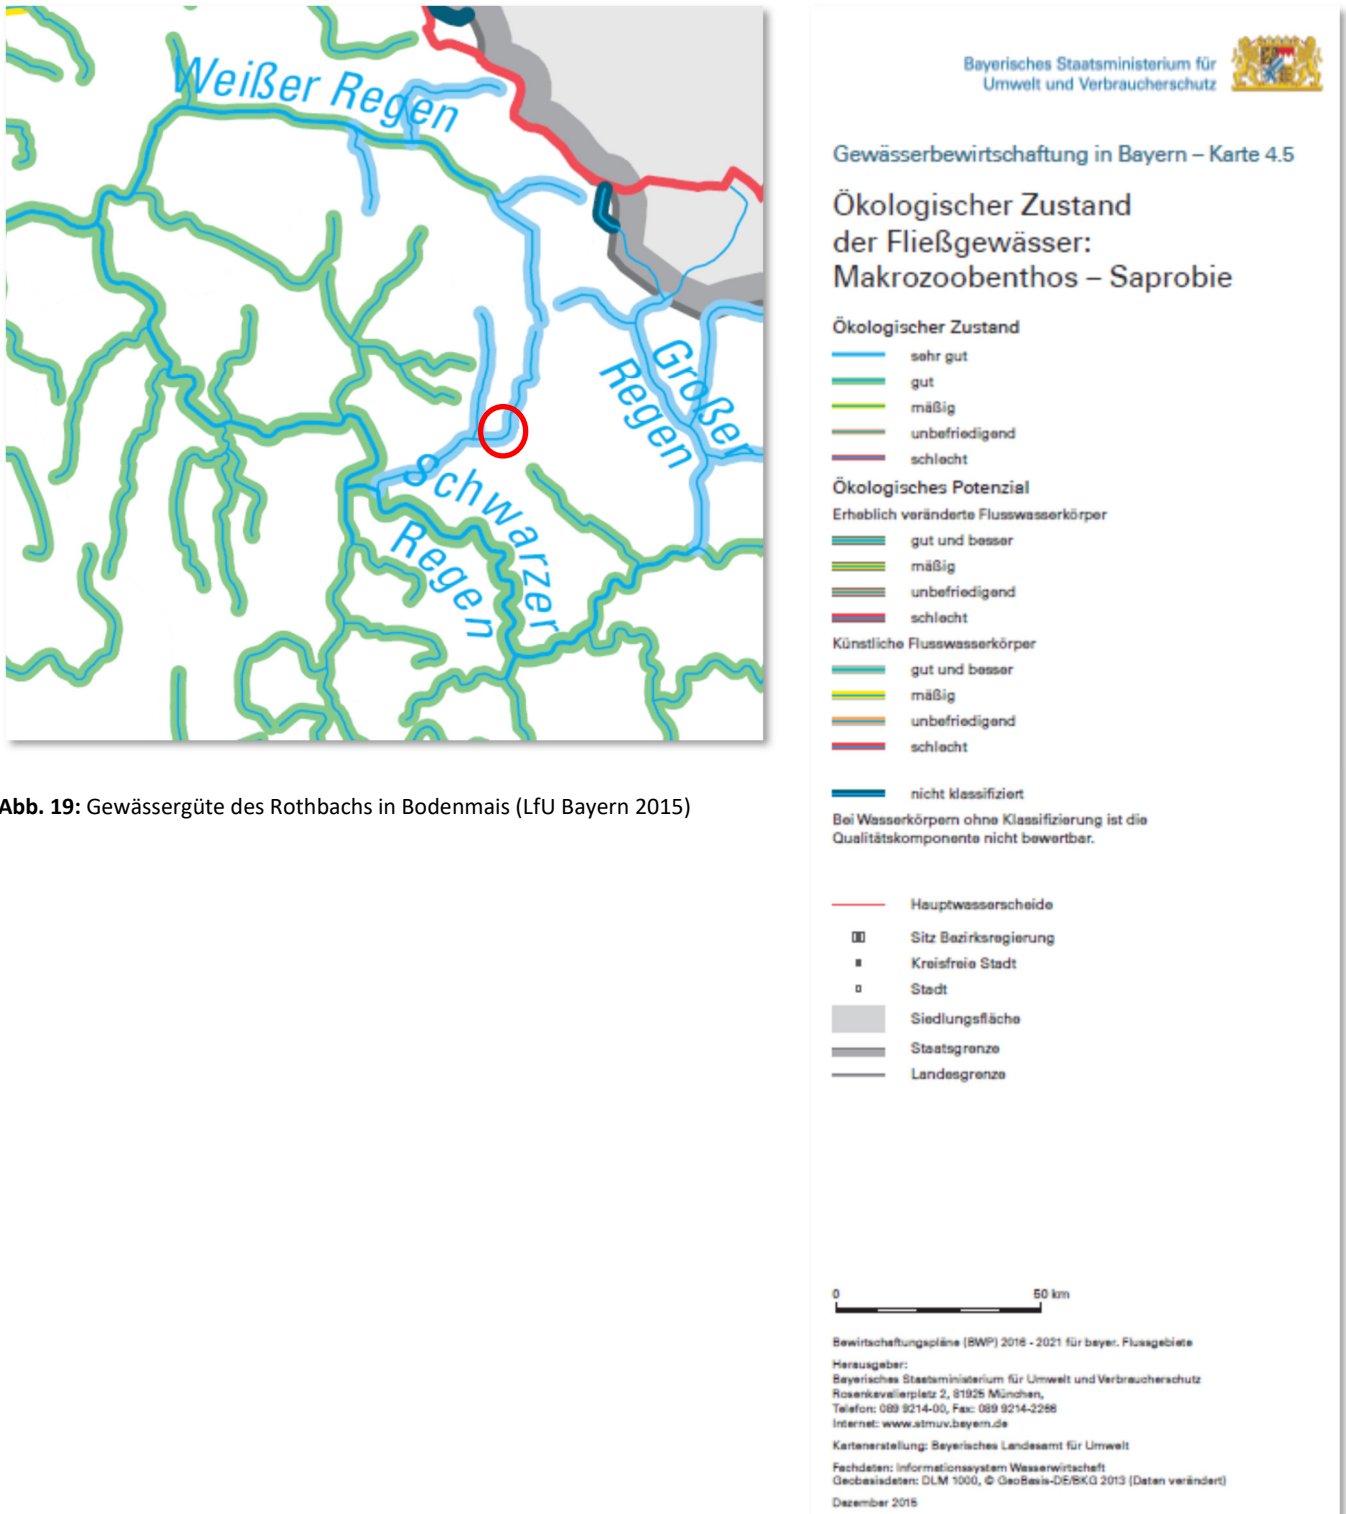 Weißer Regen
Großer
Regen
Schwarzer
Regen
Abb. 19: Gewässergüte des Rothbachs in Bodenmais (LfU Bayern 2015)
Bayerisches Staatsministerium für
Umwelt und Verbraucherschutz
Gewässerbewirtschaftung in Bayern – Karte 4.5
Ökologischer Zustand
der Fließgewässer:
Makrozoobenthos – Saprobie
Ökologischer Zustand
sehr gut
gut
mäßig
unbefriedigend
schlecht
Ökologisches Potenzial
Erheblich veränderte Flusswasserkörper
gut und besser
mäßig
unbefriedigend
schlecht
Künstliche Flusswasserkörper
gut und besser
mäßig
unbefriedigend
schlecht
nicht klassifiziert
Bei Wasserkörpern ohne Klassifizierung ist die
Qualitätskomponente nicht bewertbar.
Hauptwasserscheide
Sitz Bezirksregierung
Kreisfreie Stadt
Stadt
Siedlungsfläche
Staatsgrenze
Landesgrenze
0 50 km
Bewirtschaftungspläne (BWP) 2016 - 2021 für bayer. Flussgebiete
Herausgeber:
Bayerisches Staatsministerium für Umwelt und Verbraucherschutz
Rosenkavalierplatz 2, 81925 München,
Telefon: 089 9214-00, Fax: 089 9214-2266
Internet: www.stmuv.bayern.de
Kartenerstellung: Bayerisches Landesamt für Umwelt
Fachdaten: Informationssystem Wasserwirtschaft
Geobasisdaten: DLM 1000, © GeoBasis-DE/BKG 2013 (Daten verändert)
Dezember 2015